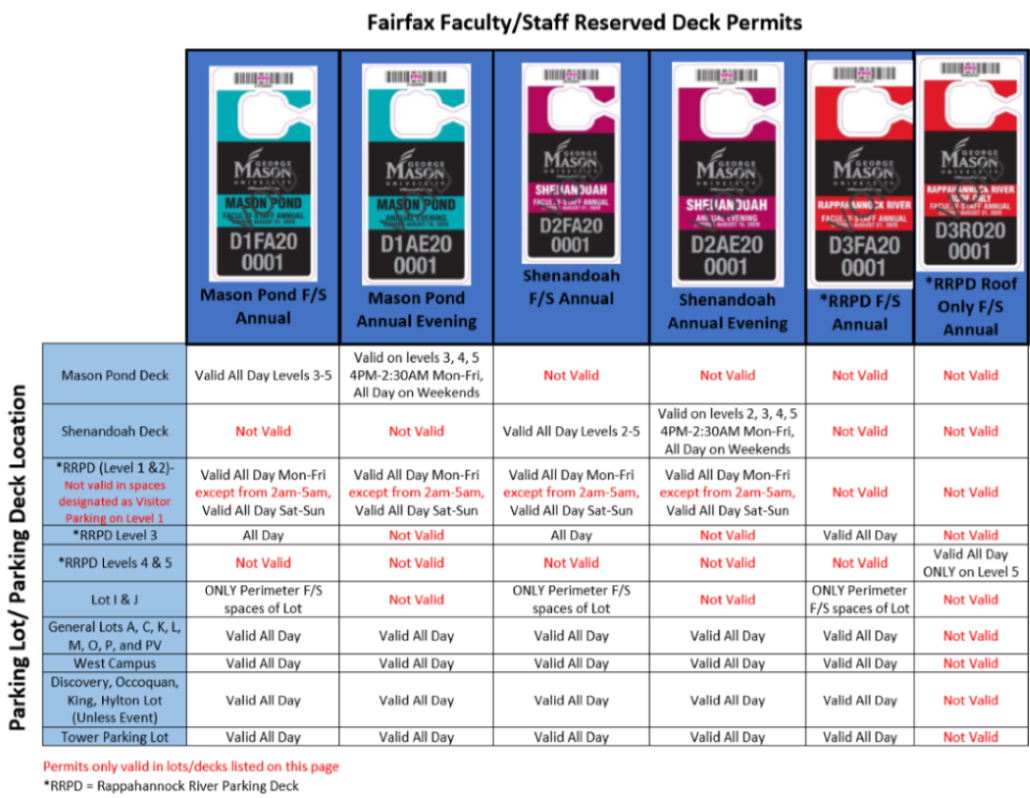 Fairfax Faculty/Staff Reserved Deck Permits
GEORGE
MASON
UNIVERSITY
MASON POND
FACULTY-STAFF ANNUAL
D1FA20
0001
Mason Pond F/S
Annual
GEORGE
MASON
UNIVERSITY
MASON POND
ANNUAL EVENING
D1AE20
0001
Mason Pond
Annual Evening
GEORGE
MASON
UNIVERSITY
SHENANDOAH
FACULTY-STAFF ANNUAL
D2FA20
0001
Shenandoah
F/S Annual
GEORGE
MASON
UNIVERSITY
SHENANDOAH
ANNUAL EVENING
D2AE20
0001
Shenandoah
Annual Evening
GEORGE
MASON
UNIVERSITY
RAPPAHANNOCK RIVER
FACULTY-STAFF ANNUAL
D3FA20
0001
*RRPD F/S
Annual
GEORGE
MASON
UNIVERSITY
RAPPAHANNOCK RIVER
FACULTY-STAFF ANNUAL
D3RO20
0001
*RRPD Roof
Only F/S
Annual
Parking Lot/ Parking Deck Location
Mason Pond Deck
Valid All Day Levels 3-5
Valid on levels 3, 4, 5
4PM-2:30AM Mon-Fri,
All Day on Weekends
Not Valid
Not Valid
Not Valid
Not Valid
Shenandoah Deck
Not Valid
Not Valid
Valid All Day Levels 2-5
Valid on levels 2, 3, 4, 5
4PM-2:30AM Mon-Fri,
All Day on Weekends
Not Valid
Not Valid
*RRPD (Level 1 &2)-
Not valid in spaces
designated as Visitor
Parking on Level 1
Valid All Day Mon-Fri
except from 2am-5am,
Valid All Day Sat-Sun
Valid All Day Mon-Fri
except from 2am-5am,
Valid All Day Sat-Sun
Valid All Day Mon-Fri
except from 2am-5am,
Valid All Day Sat-Sun
Valid All Day Mon-Fri
except from 2am-5am,
Valid All Day Sat-Sun
Not Valid
Not Valid
*RRPD Level 3
All Day
Not Valid
All Day
Not Valid
Valid All Day
Not Valid
*RRPD Levels 4 & 5
Not Valid
Not Valid
Not Valid
Not Valid
Not Valid
Valid All Day
ONLY on Level 5
Lot I & J
ONLY Perimeter F/S
spaces of Lot
Not Valid
ONLY Perimeter F/S
spaces of Lot
Not Valid
ONLY Perimeter
F/S spaces of Lot
Not Valid
General Lots A, C, K, L,
M, O, P, and PV
Valid All Day
Valid All Day
Valid All Day
Valid All Day
Valid All Day
Not Valid
West Campus
Valid All Day
Valid All Day
Valid All Day
Valid All Day
Valid All Day
Not Valid
Discovery, Occoquan,
King, Hylton Lot
(Unless Event)
Valid All Day
Valid All Day
Valid All Day
Valid All Day
Valid All Day
Not Valid
Tower Parking Lot
Valid All Day
Valid All Day
Valid All Day
Valid All Day
Valid All Day
Not Valid
Permits only valid in lots/decks listed on this page
*RRPD = Rappahannock River Parking Deck